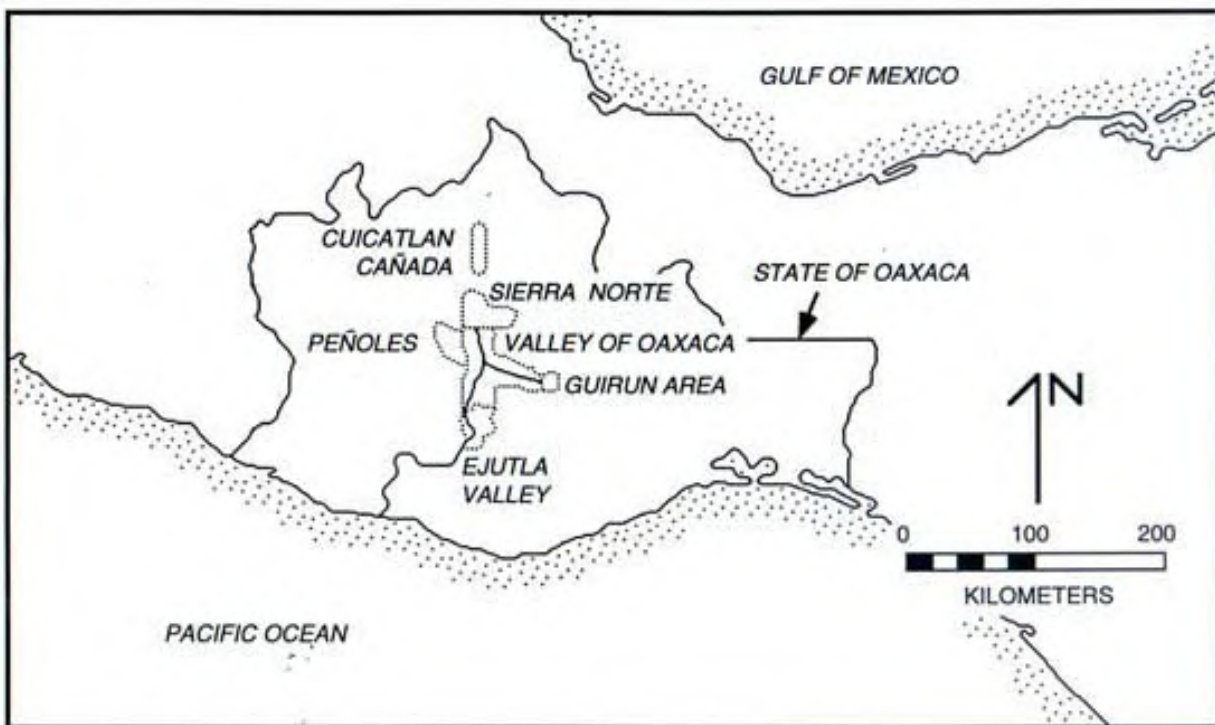 GULF OF MEXICO
CUICATLAN
CAÑADA
STATE OF OAXACA
SIERRA NORTE
PEÑOLES
VALLEY OF OAXACA
GUIRUN AREA
N
EJUTLA
VALLEY
0 100 200
KILOMETERS
PACIFIC OCEAN